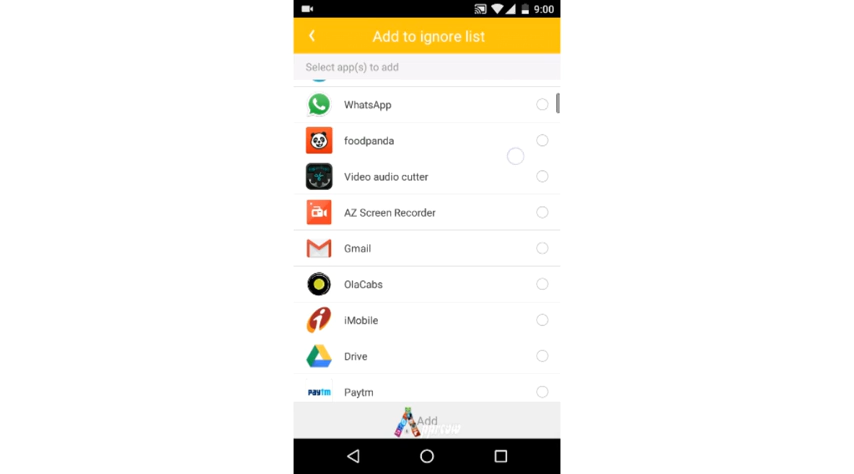 9:00
Add to ignore list
Select app(s) to add
WhatsApp
foodpanda
Video audio cutter
AZ Screen Recorder
Gmail
OlaCabs
iMobile
Drive
Paytm
Paytm
Add